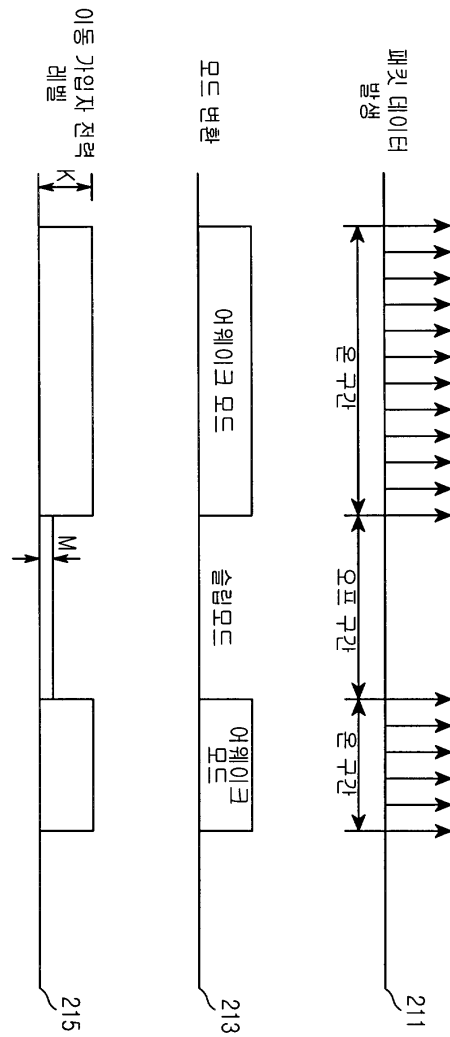 패킷 데이터
발생
온 구간
오프 구간
온 구간
211
모드 변환
어웨이크 모드
슬립모드
어웨이크
모드
213
이동 가입자 전력
레벨
K
M
215